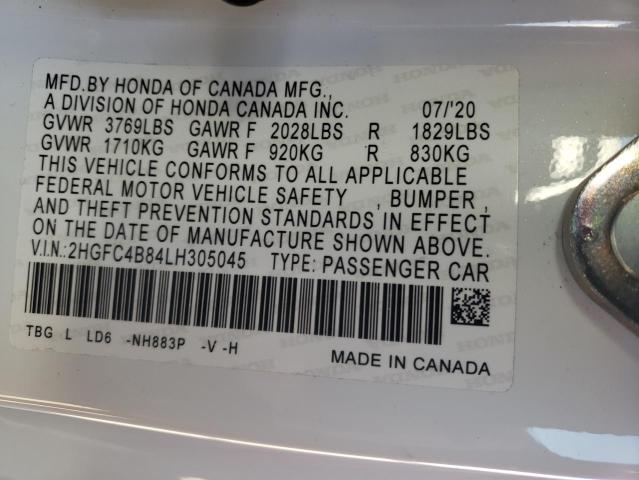 MFD.BY HONDA OF CANADA MFG.,
A DIVISION OF HONDA CANADA INC. 07/'20
GVWR 3769LBS GAWR F 2028LBS R 1829LBS
GVWR 1710KG GAWR F 920KG R 830KG
THIS VEHICLE CONFORMS TO ALL APPLICABLE
FEDERAL MOTOR VEHICLE SAFETY BUMPER,
AND THEFT PREVENTION STANDARDS IN EFFECT
ON THE DATE OF MANUFACTURE SHOWN ABOVE.
V.I.N.:2HGFC4B84LH305045 TYPE: PASSENGER CAR
TBG L LD6 -NH883P -V -H
MADE IN CANADA